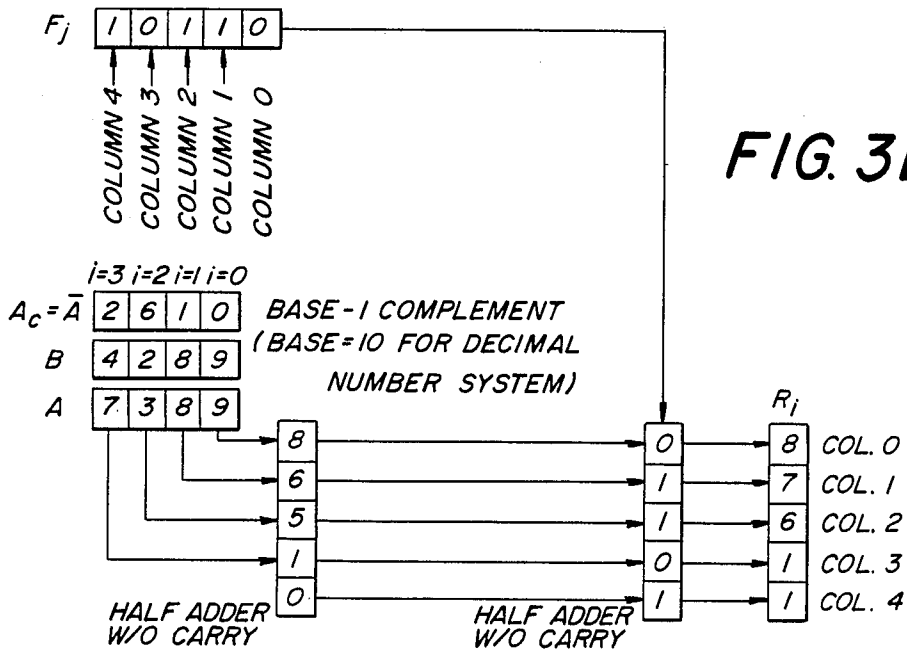 Fj 1 0 1 1 0
COLUMN 4
COLUMN 3
COLUMN 2
COLUMN 1
COLUMN 0
FIG. 3
i=3 i=2 i=1 i=0
Ac = A̅ 2 6 1 0
BASE-1 COMPLEMENT
(BASE=10 FOR DECIMAL
NUMBER SYSTEM)
B 4 2 8 9
A 7 3 8 9
Ri
8 0 8 COL. 0
6 1 7 COL. 1
5 1 6 COL. 2
1 0 1 COL. 3
0 1 1 COL. 4
HALF ADDER
W/O CARRY
HALF ADDER
W/O CARRY